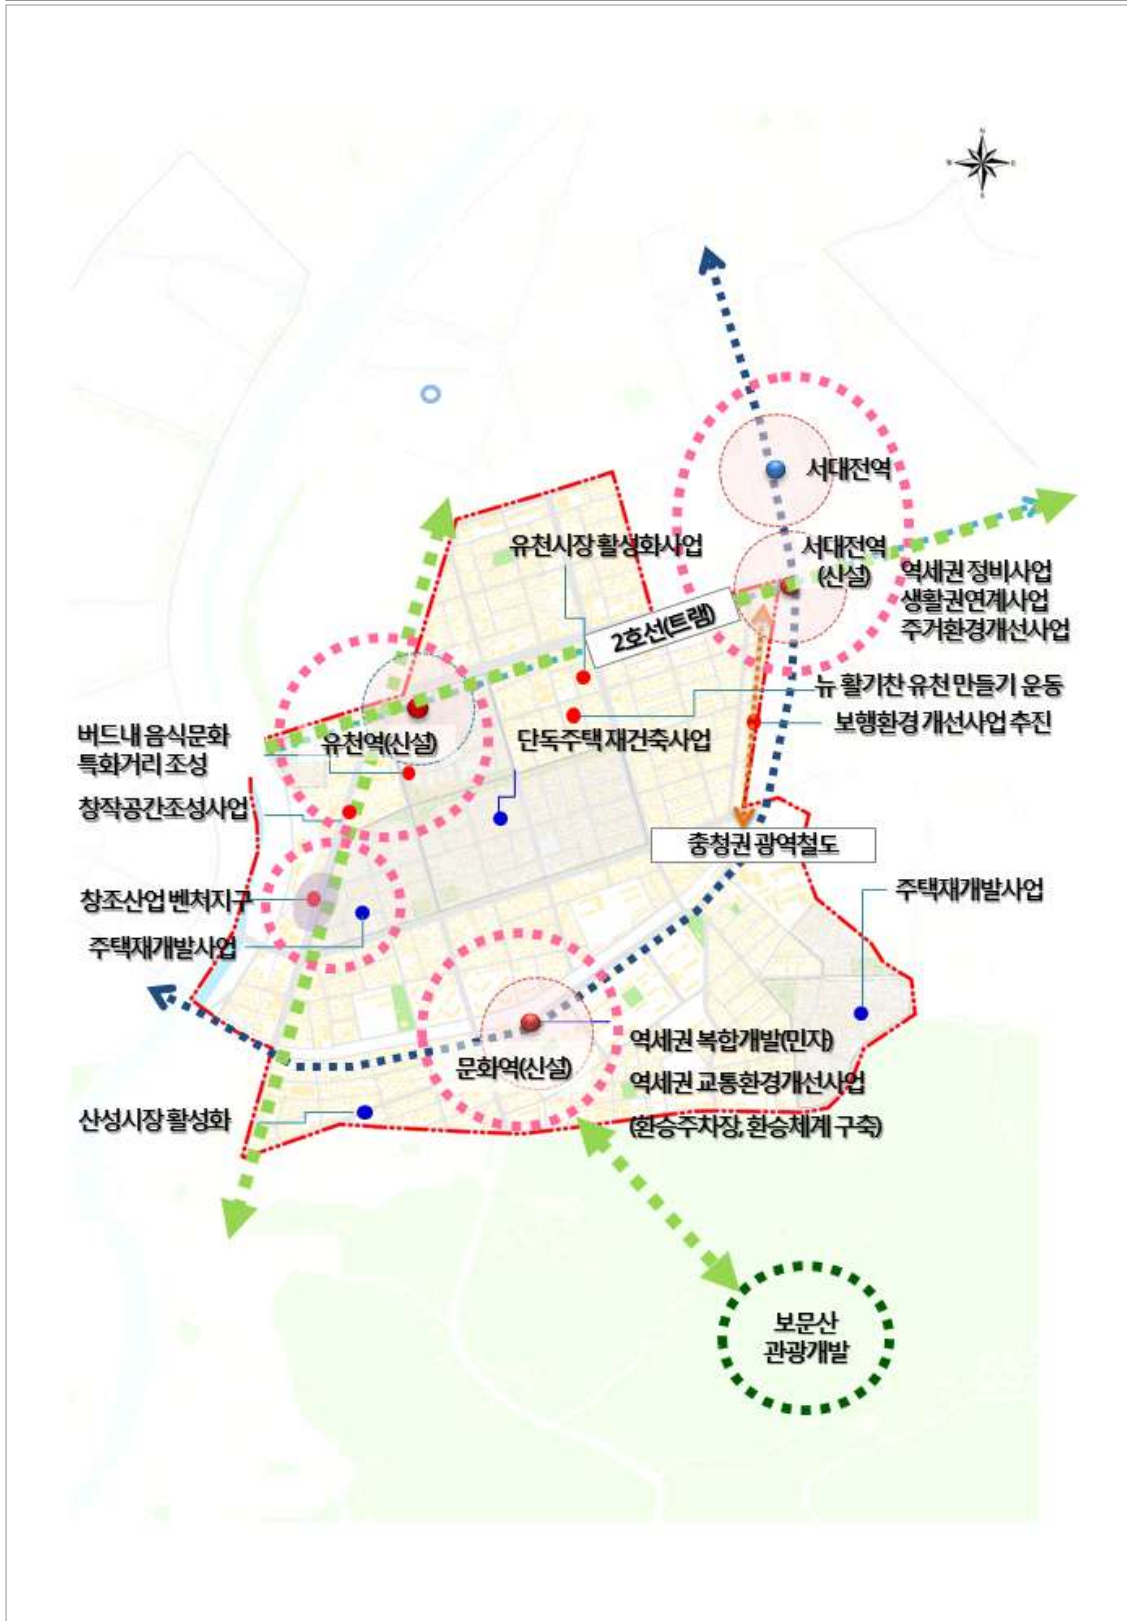 N
W
E
S
서대전역
서대전역
(신설)
유천시장 활성화사업
역세권 정비사업
생활권연계사업
주거환경개선사업
2호선(트램)
뉴 활기찬 유천 만들기 운동
보행환경 개선사업 추진
버드내 음식문화
특화거리 조성
유천역(신설)
단독주택 재건축사업
창작공간조성사업
충청권 광역철도
창조산업 벤처지구
주택재개발사업
주택재개발사업
역세권 복합개발(민자)
문화역(신설)
역세권 교통환경개선사업
산성시장 활성화
(환승주차장, 환승체계 구축)
보문산
관광개발